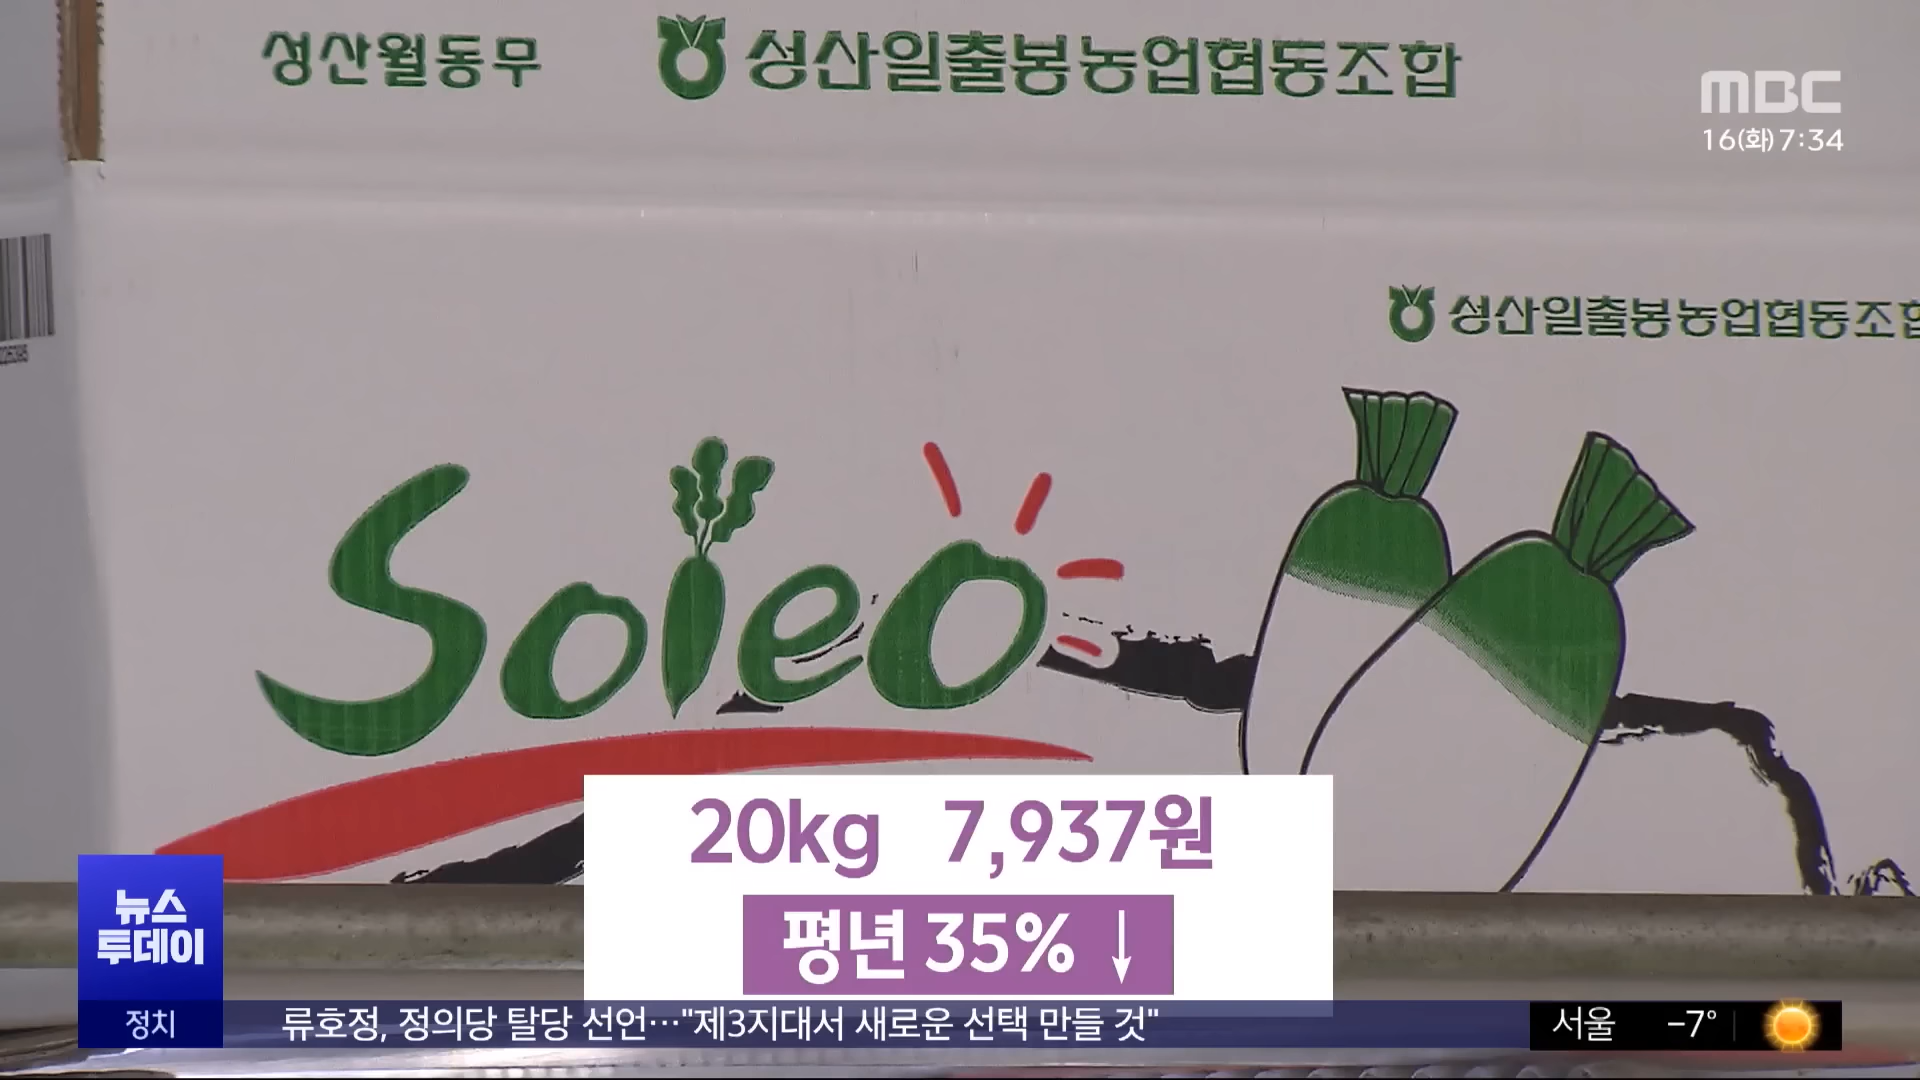 성산월동무
성산일출봉농업협동조합
MBC
16(화) 7:34
성산일출봉농업협동조합
Soleo
20kg 7,937원
평년 35% ↓
뉴스
투데이
정치
류호정, 정의당 탈당 선언…"제3지대서 새로운 선택 만들 것"
서울 -7°